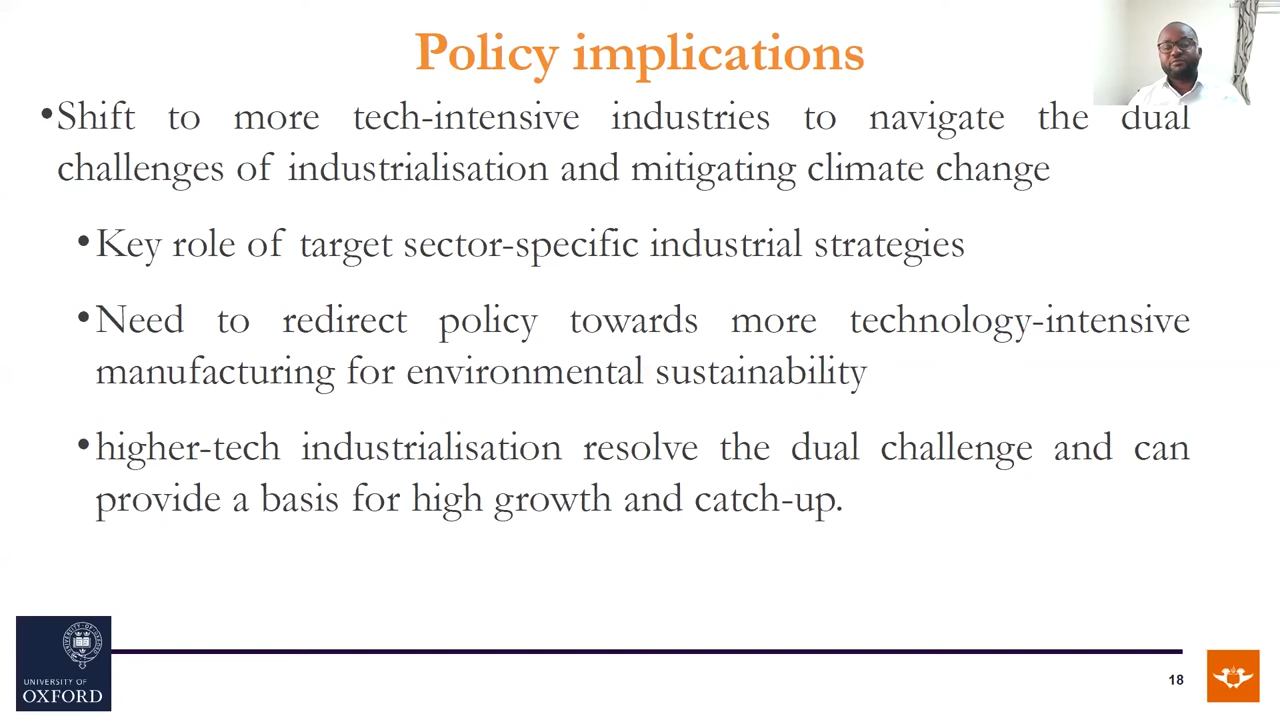 Policy implications
•Shift to more tech-intensive industries to navigate the dual
challenges of industrialisation and mitigating climate change
•Key role of target sector-specific industrial strategies
•Need to redirect policy towards more technology-intensive
manufacturing for environmental sustainability
•higher-tech industrialisation resolve the dual challenge and can
provide a basis for high growth and catch-up.
UNIVERSITY OF
OXFORD
18